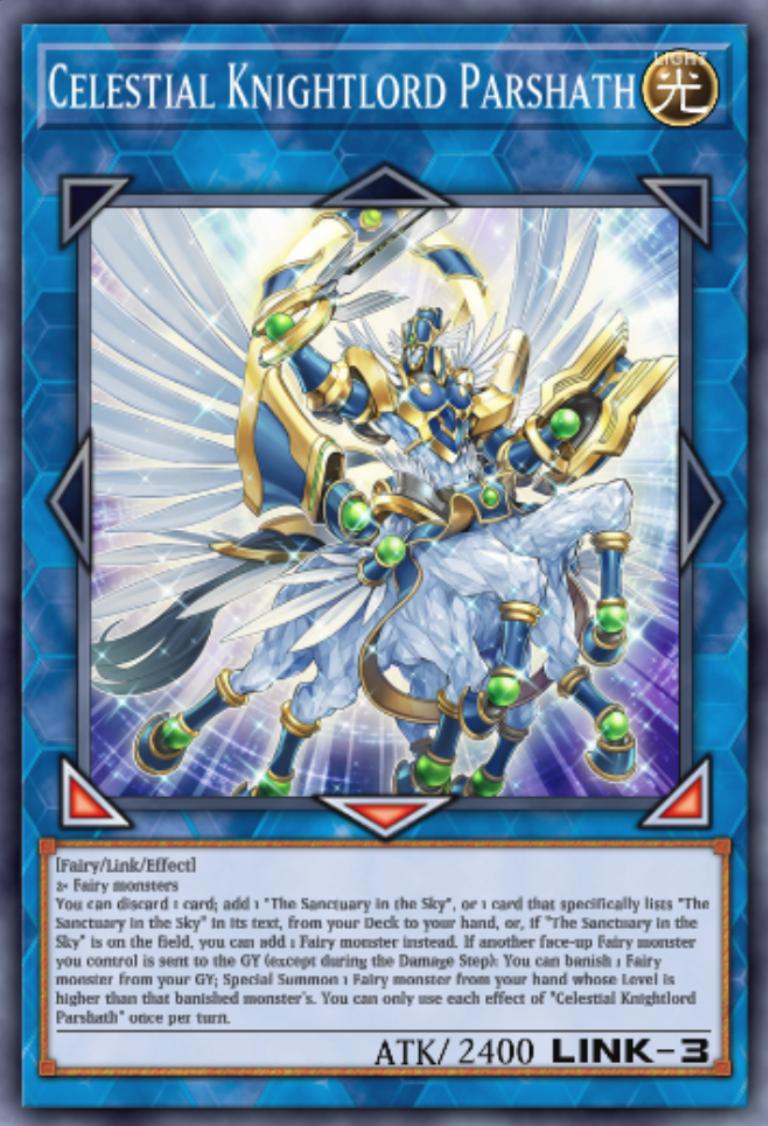 CELESTIAL KNIGHTLORD PARSHATH
LIGHT
光
[Fairy/Link/Effect]
2+ Fairy monsters
You can discard 1 card; add 1 "The Sanctuary in the Sky", or 1 card that specifically lists "The
Sanctuary in the Sky" in its text, from your Deck to your hand, or, if "The Sanctuary in the
Sky" is on the field, you can add 1 Fairy monster instead. If another face-up Fairy monster
you control is sent to the GY (except during the Damage Step): You can banish 1 Fairy
monster from your GY; Special Summon 1 Fairy monster from your hand whose Level is
higher than that banished monster's. You can only use each effect of "Celestial Knightlord
Parshath" once per turn.
ATK/ 2400 LINK-3